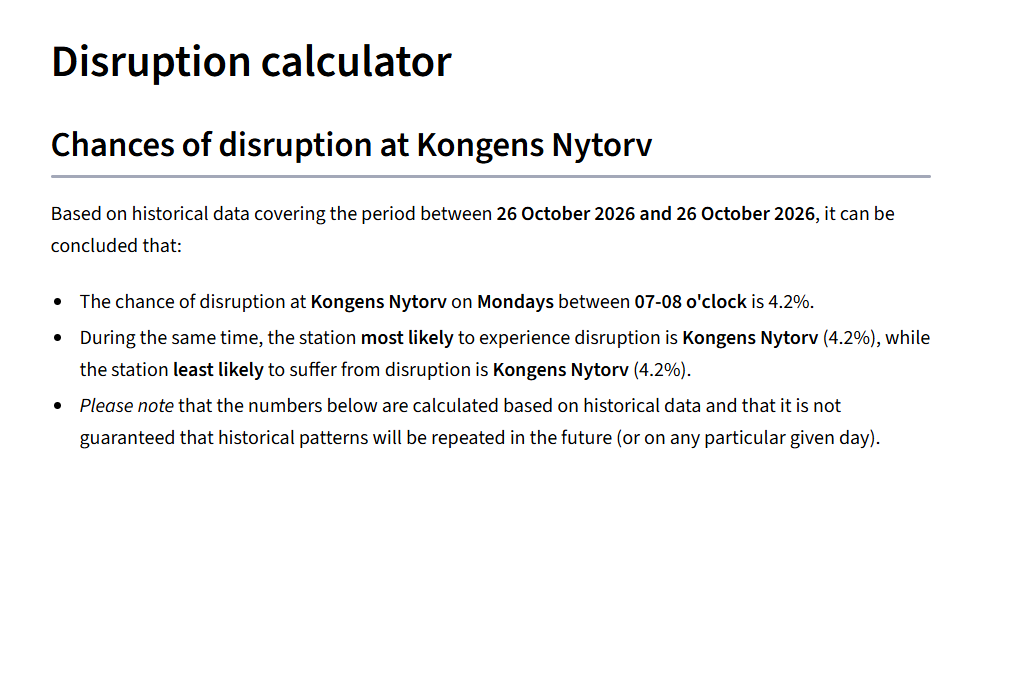 Disruption calculator
Chances of disruption at Kongens Nytorv
Based on historical data covering the period between 26 October 2026 and 26 October 2026, it can be
concluded that:
The chance of disruption at Kongens Nytorv on Mondays between 07-08 o'clock is 4.2%.
During the same time, the station most likely to experience disruption is Kongens Nytorv (4.2%), while
the station least likely to suffer from disruption is Kongens Nytorv (4.2%).
Please note that the numbers below are calculated based on historical data and that it is not
guaranteed that historical patterns will be repeated in the future (or on any particular given day).